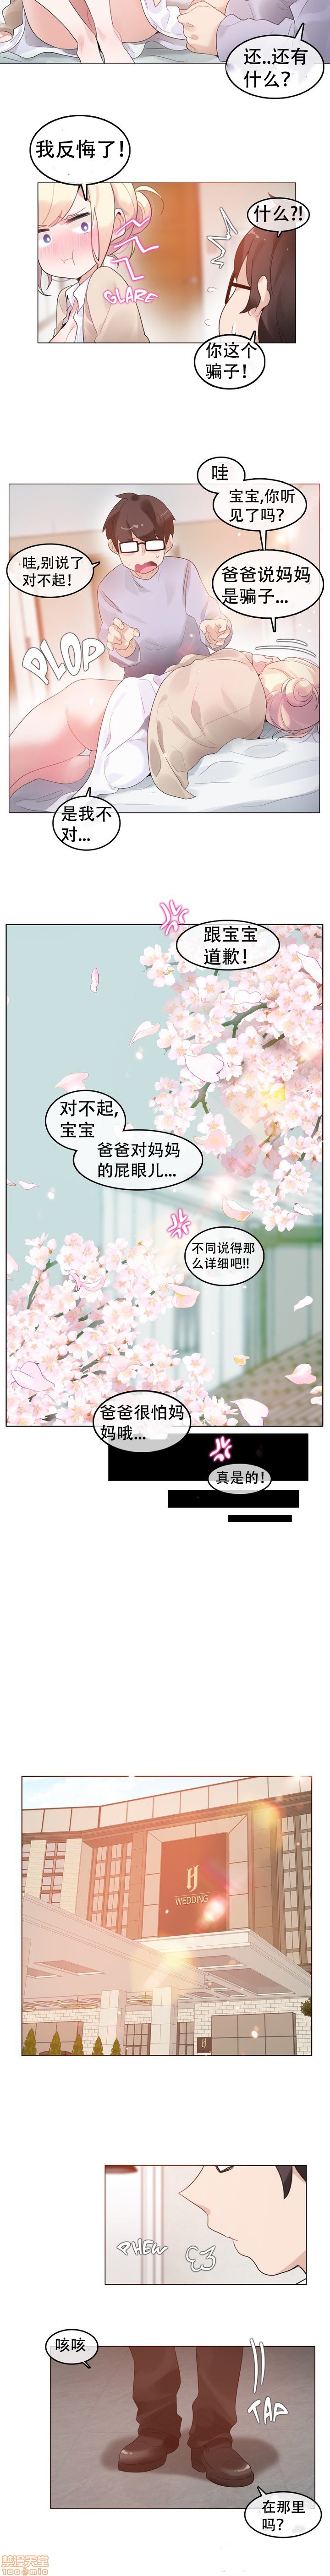 还..还有
什么?
我反悔了!
什么?!
GLARE
你这个
骗子!
哇
宝宝,你听
见了吗?
哇,别说了
对不起!
爸爸说妈妈
是骗子...
PLOP
是我不
对...
跟宝宝
道歉!
对不起,
宝宝
爸爸对妈妈
的屁眼儿...
不同说得那
么详细吧!!
爸爸很怕妈
妈哦...
真是的!
H
WEDDING
H
PHEW
咳咳
TAP
在那里
吗?
禁漫天堂